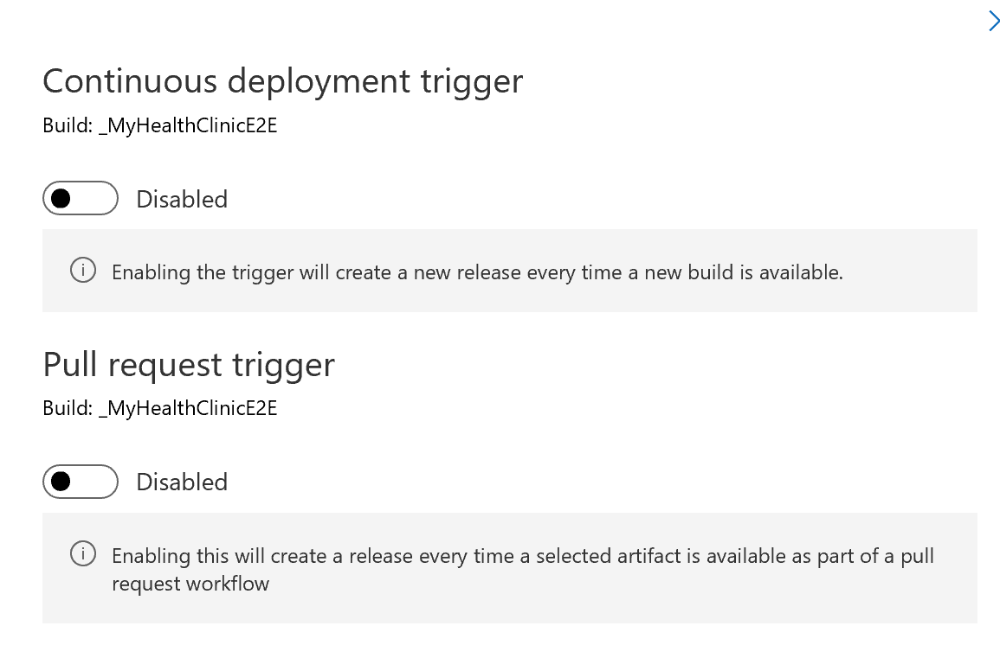 Continuous deployment trigger
Build: _MyHealthClinicE2E
Disabled
Enabling the trigger will create a new release every time a new build is available.
Pull request trigger
Build: _MyHealthClinicE2E
Disabled
Enabling this will create a release every time a selected artifact is available as part of a pull
request workflow